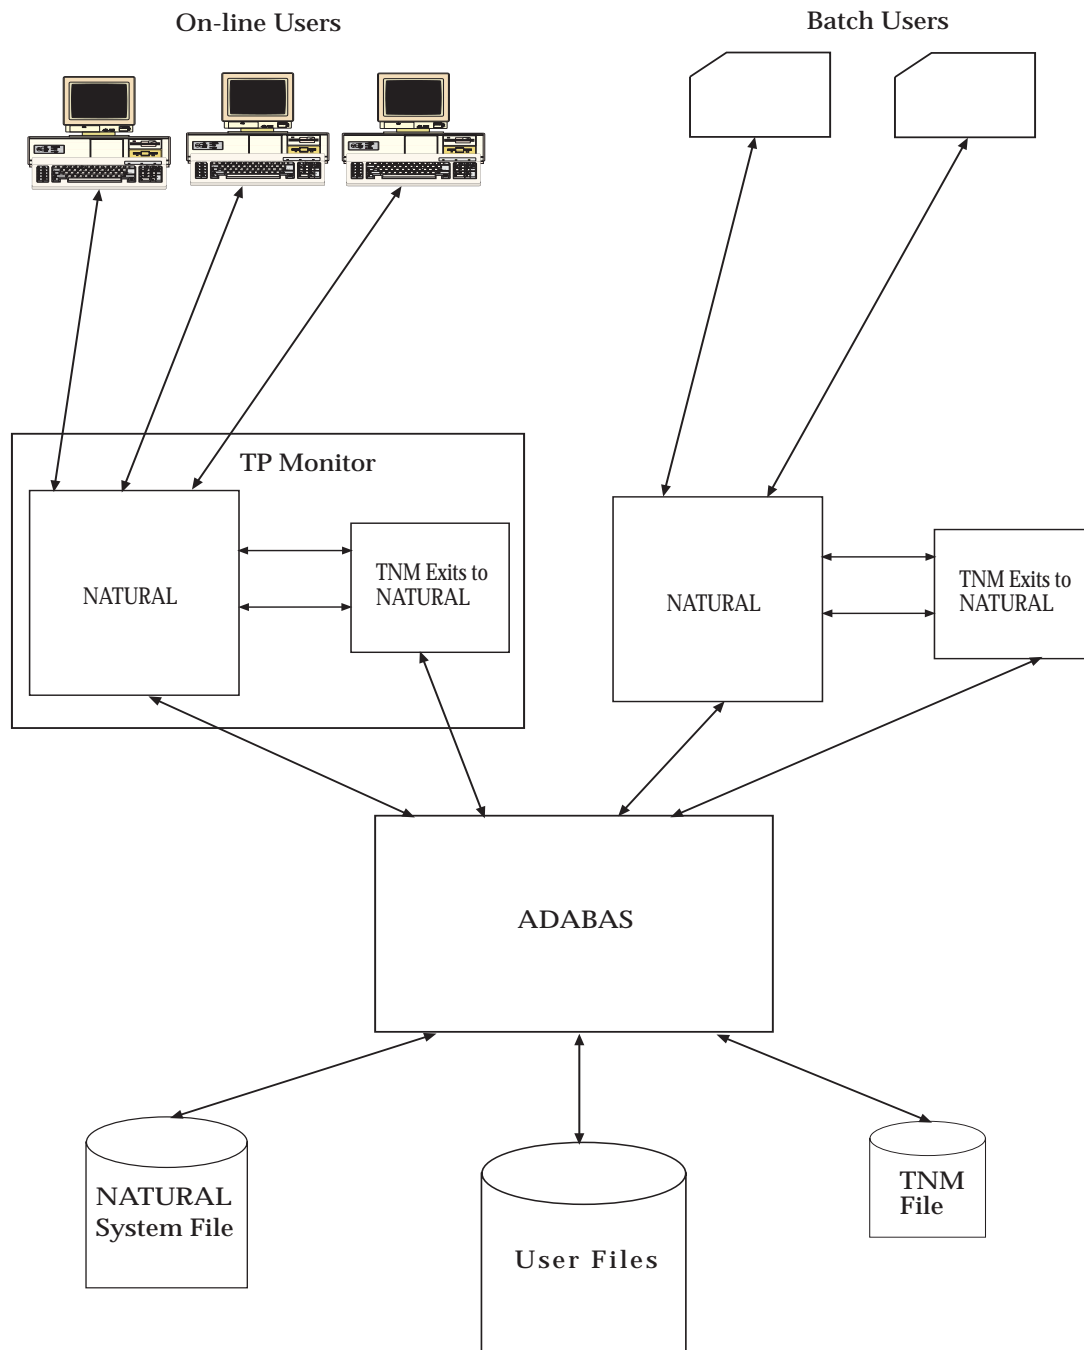 On-line Users
Batch Users
TP Monitor
NATURAL
TNM Exits to
NATURAL
NATURAL
TNM Exits to
NATURAL
ADABAS
NATURAL
System File
User Files
TNM
File